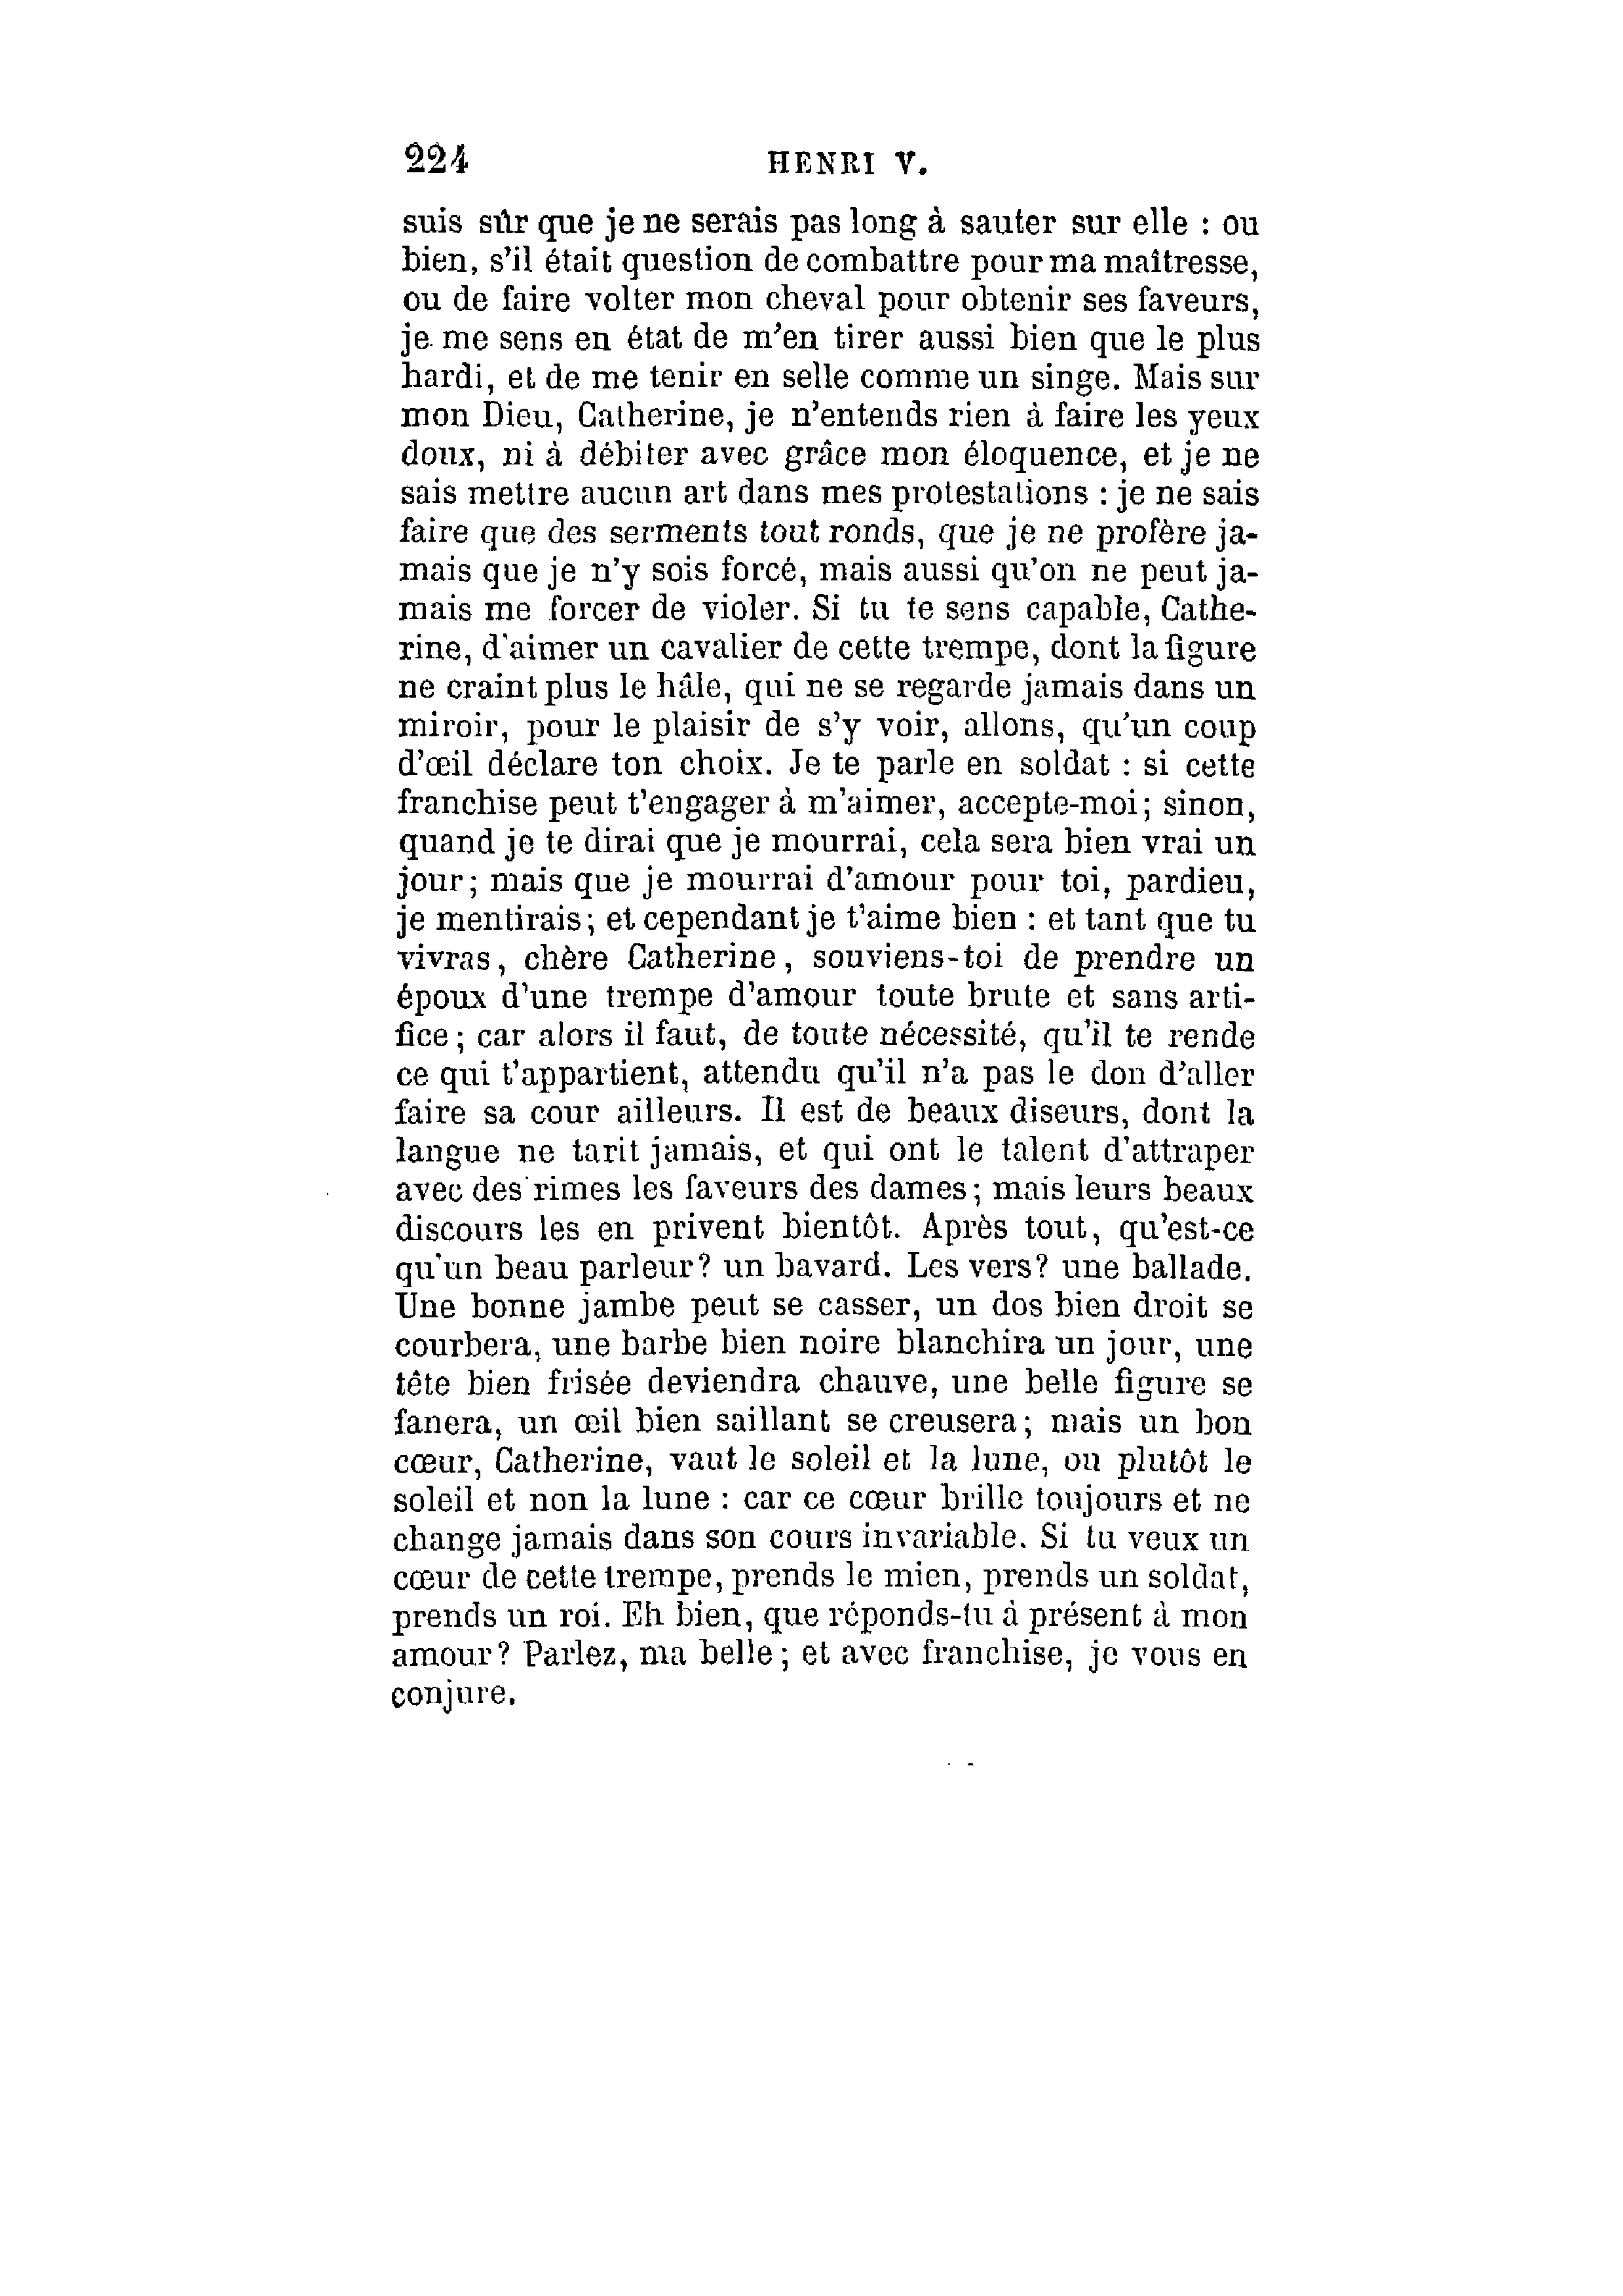 224 HENRI V.
suis sûr que je ne serais pas long à sauter sur elle : ou
bien, s'il était question de combattre pour ma maîtresse,
ou de faire volter mon cheval pour obtenir ses faveurs,
je me sens en état de m'en tirer aussi bien que le plus
hardi, et de me tenir en selle comme un singe. Mais sur
mon Dieu, Catherine, je n'entends rien à faire les yeux
doux, ni à débiter avec grâce mon éloquence, et je ne
sais mettre aucun art dans mes protestations : je ne sais
faire que des serments tout ronds, que je ne profère ja-
mais que je n'y sois forcé, mais aussi qu'on ne peut ja-
mais me forcer de violer. Si tu te sens capable, Cathe-
rine, d'aimer un cavalier de cette trempe, dont la figure
ne craint plus le hâle, qui ne se regarde jamais dans un
miroir, pour le plaisir de s'y voir, allons, qu'un coup
d'œil déclare ton choix. Je te parle en soldat : si cette
franchise peut t'engager à m'aimer, accepte-moi; sinon,
quand je te dirai que je mourrai, cela sera bien vrai un
jour; mais que je mourrai d'amour pour toi, pardieu,
je mentirais; et cependant je t'aime bien : et tant que tu
vivras, chère Catherine, souviens-toi de prendre un
époux d'une trempe d'amour toute brute et sans arti-
fice; car alors il faut, de toute nécessité, qu'il te rende
ce qui t'appartient, attendu qu'il n'a pas le don d'aller
faire sa cour ailleurs. Il est de beaux diseurs, dont la
langue ne tarit jamais, et qui ont le talent d'attraper
avec des rimes les faveurs des dames; mais leurs beaux
discours les en privent bientôt. Après tout, qu'est-ce
qu'un beau parleur? un bavard. Les vers? une ballade.
Une bonne jambe peut se casser, un dos bien droit se
courbera, une barbe bien noire blanchira un jour, une
tête bien frisée deviendra chauve, une belle figure se
fanera, un œil bien saillant se creusera; mais un bon
cœur, Catherine, vaut le soleil et la lune, ou plutôt le
soleil et non la lune : car ce cœur brille toujours et ne
change jamais dans son cours invariable. Si tu veux un
cœur de cette trempe, prends le mien, prends un soldat,
prends un roi. Eh bien, que réponds-tu à présent à mon
amour? Parlez, ma belle; et avec franchise, je vous en
conjure.